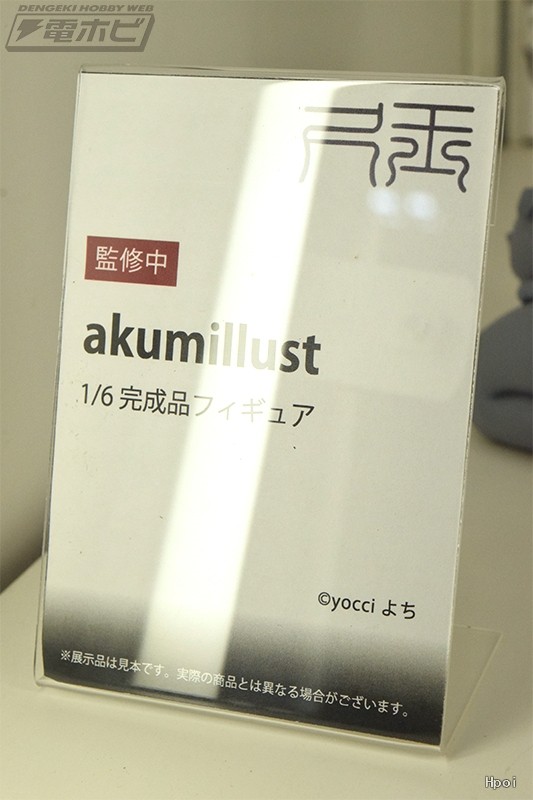 DENGEKI HOBBY WEB
電ホビ
監修中
akumillust
1/6 完成品フィギュア
©yocci よち
※展示品は見本です。実際の商品とは異なる場合がございます。
Hpoi